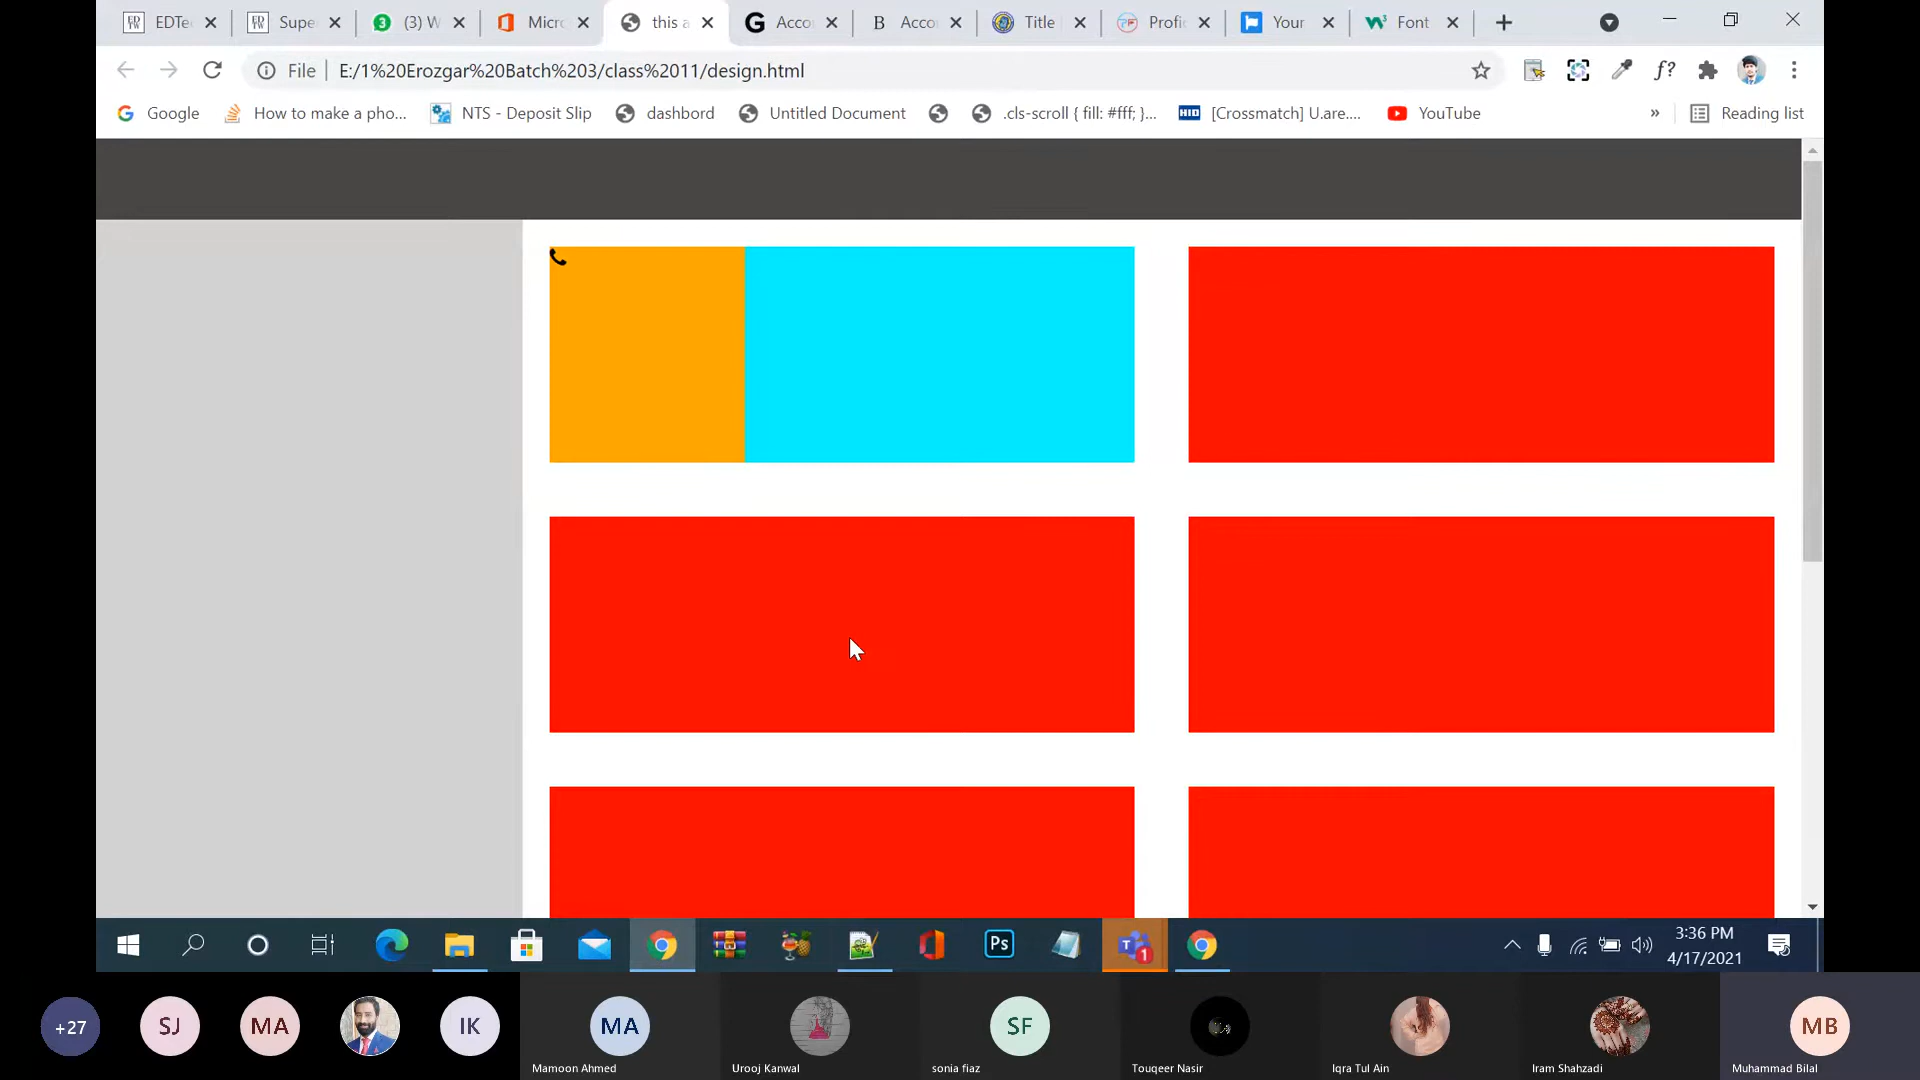 EDTe
Supe
(3) W
Micro
this a
Acco
B Acco
Title
Profi
Your
Font
File
E:/1%20Erozgar%20Batch%203/class%2011/design.html
f?
Google
How to make a pho...
NTS - Deposit Slip
dashbord
Untitled Document
.cls-scroll { fill: #fff; }...
HID
[Crossmatch] U.are....
YouTube
»
Reading list
Ps
1
3:36 PM
4/17/2021
+27
SJ
MA
IK
MA
SF
MB
Mamoon Ahmed
Urooj Kanwal
sonia fiaz
Touqeer Nasir
Iqra Tul Ain
Iram Shahzadi
Muhammad Bilal